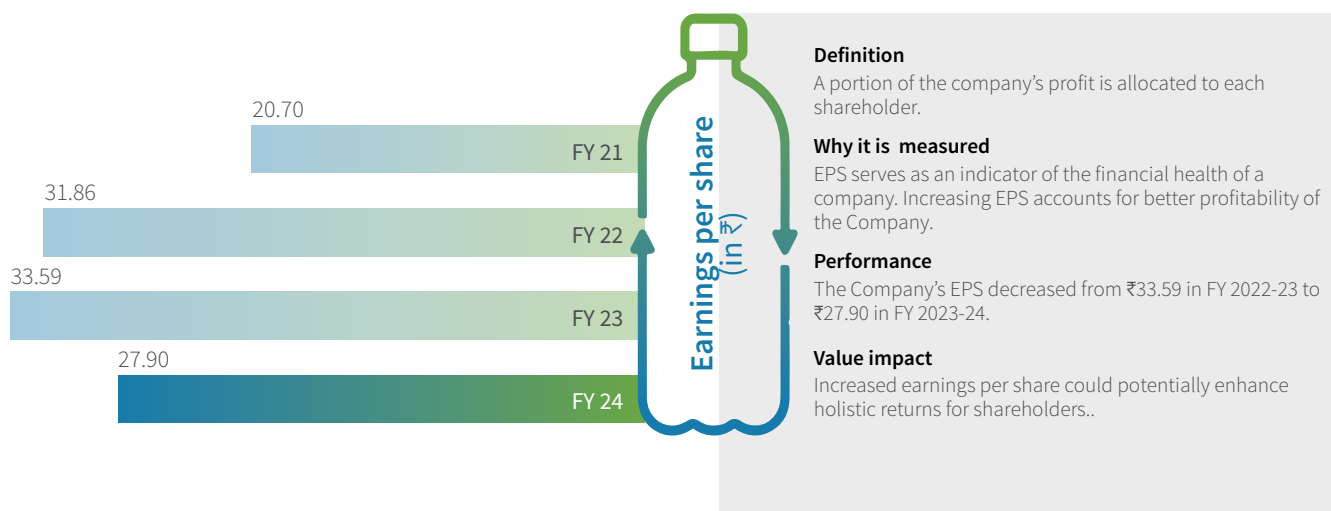 20.70
FY 21
31.86
FY 22
33.59
FY 23
27.90
FY 24
Earnings per share
(in ₹)
Definition
A portion of the company’s profit is allocated to each
shareholder.
Why it is  measured
EPS serves as an indicator of the financial health of a
company. Increasing EPS accounts for better profitability of
the Company.
Performance
The Company’s EPS decreased from ₹33.59 in FY 2022-23 to
₹27.90 in FY 2023-24.
Value impact
Increased earnings per share could potentially enhance
holistic returns for shareholders..